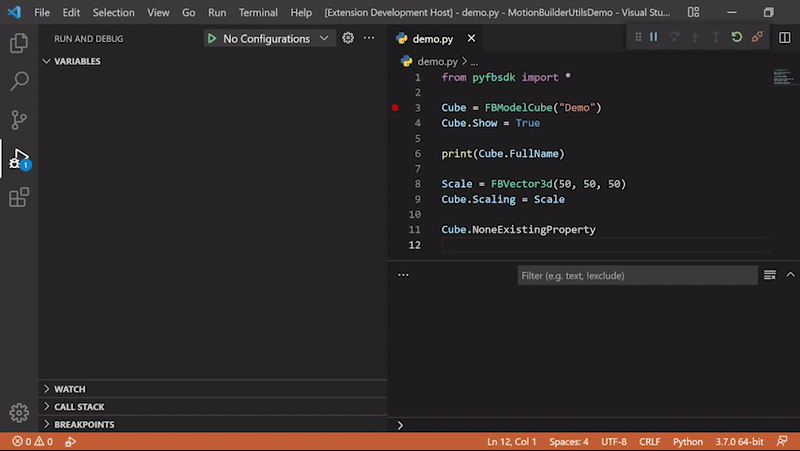 File Edit Selection View Go Run Terminal Help [Extension Development Host] - demo.py - MotionBuilderUtilsDemo - Visual Stu...
RUN AND DEBUG No Configurations
VARIABLES
1
WATCH
CALL STACK
BREAKPOINTS
demo.py
demo.py > ...
1 from pyfbsdk import *
2
3 Cube = FBModelCube("Demo")
4 Cube.Show = True
5
6 print(Cube.FullName)
7
8 Scale = FBVector3d(50, 50, 50)
9 Cube.Scaling = Scale
10
11 Cube.NoneExistingProperty
12
Filter (e.g. text, !exclude)
0 0 Ln 12, Col 1 Spaces: 4 UTF-8 CRLF Python 3.7.0 64-bit